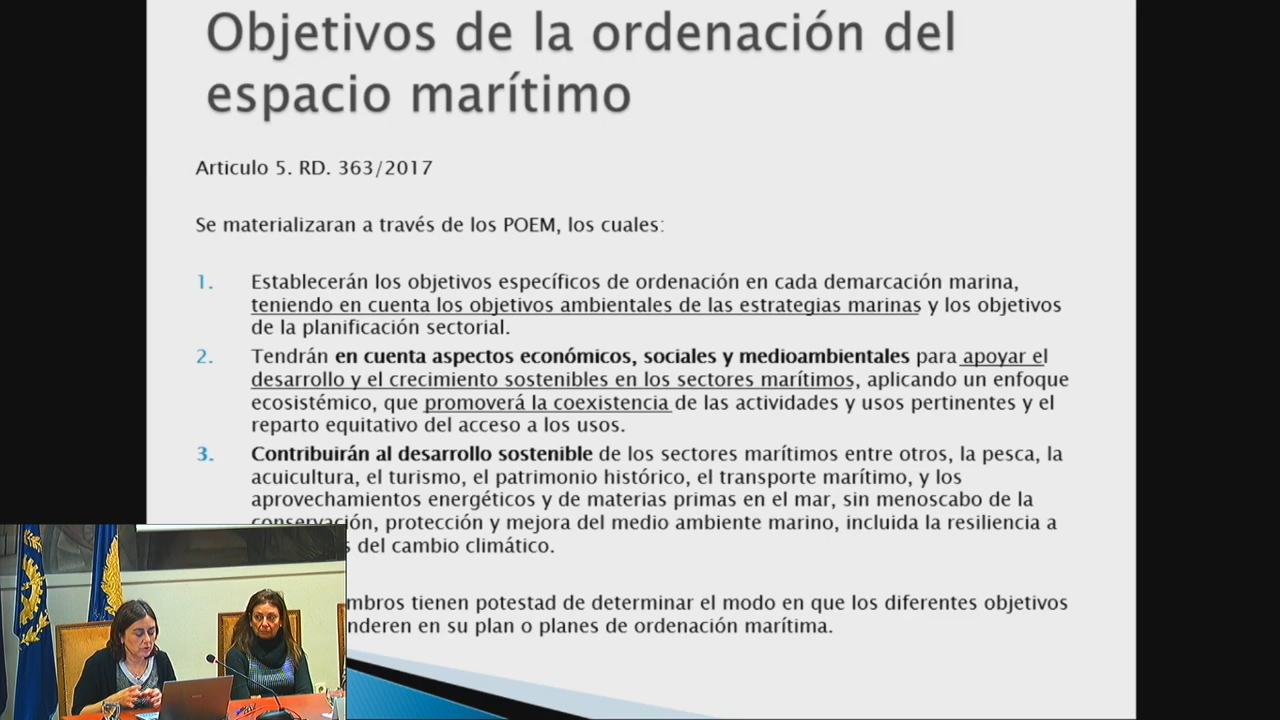 Objetivos de la ordenación del
espacio marítimo
Articulo 5. RD. 363/2017
Se materializaran a través de los POEM, los cuales:
1. Establecerán los objetivos específicos de ordenación en cada demarcación marina,
teniendo en cuenta los objetivos ambientales de las estrategias marinas y los objetivos
de la planificación sectorial.
2. Tendrán en cuenta aspectos económicos, sociales y medioambientales para apoyar el
desarrollo y el crecimiento sostenibles en los sectores marítimos, aplicando un enfoque
ecosistémico, que promoverá la coexistencia de las actividades y usos pertinentes y el
reparto equitativo del acceso a los usos.
3. Contribuirán al desarrollo sostenible de los sectores marítimos entre otros, la pesca, la
acuicultura, el turismo, el patrimonio histórico, el transporte marítimo, y los
aprovechamientos energéticos y de materias primas en el mar, sin menoscabo de la
conservación, protección y mejora del medio ambiente marino, incluida la resiliencia a
del cambio climático.
tienen potestad de determinar el modo en que los diferentes objetivos
en su plan o planes de ordenación marítima.